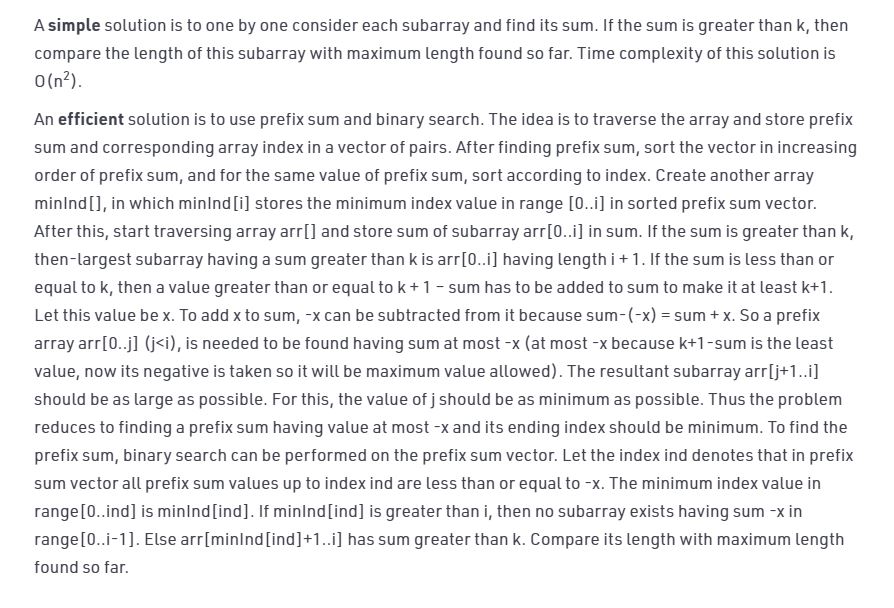 A simple solution is to one by one consider each subarray and find its sum. If the sum is greater than k, then
compare the length of this subarray with maximum length found so far. Time complexity of this solution is
O(n²).
An efficient solution is to use prefix sum and binary search. The idea is to traverse the array and store prefix
sum and corresponding array index in a vector of pairs. After finding prefix sum, sort the vector in increasing
order of prefix sum, and for the same value of prefix sum, sort according to index. Create another array
minInd[], in which minInd[i] stores the minimum index value in range [0..i] in sorted prefix sum vector.
After this, start traversing array arr[] and store sum of subarray arr[0..i] in sum. If the sum is greater than k,
then-largest subarray having a sum greater than k is arr[0..i] having length i + 1. If the sum is less than or
equal to k, then a value greater than or equal to k + 1 – sum has to be added to sum to make it at least k+1.
Let this value be x. To add x to sum, -x can be subtracted from it because sum-(-x) = sum + x. So a prefix
array arr[0..j] (j<i), is needed to be found having sum at most -x (at most -x because k+1-sum is the least
value, now its negative is taken so it will be maximum value allowed). The resultant subarray arr[j+1..i]
should be as large as possible. For this, the value of j should be as minimum as possible. Thus the problem
reduces to finding a prefix sum having value at most -x and its ending index should be minimum. To find the
prefix sum, binary search can be performed on the prefix sum vector. Let the index ind denotes that in prefix
sum vector all prefix sum values up to index ind are less than or equal to -x. The minimum index value in
range[0..ind] is minInd[ind]. If minInd[ind] is greater than i, then no subarray exists having sum -x in
range[0..i-1]. Else arr[minInd[ind]+1..i] has sum greater than k. Compare its length with maximum length
found so far.